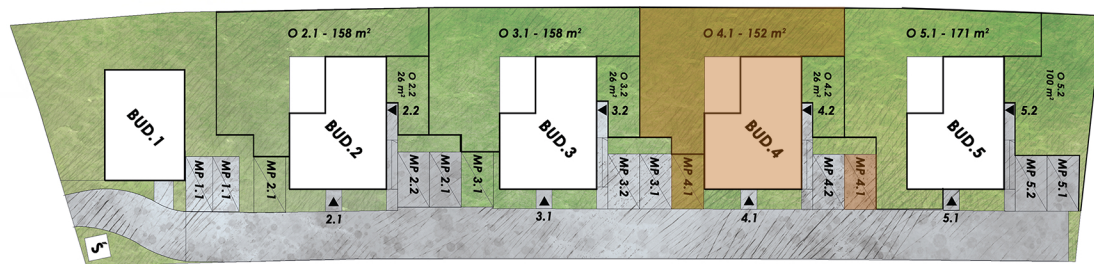 O 2.1 - 158 m²
O 3.1 - 158 m²
O 4.1 - 152 m²
O 5.1 - 171 m²
O 2.2
26 m²
O 3.2
26 m²
O 4.2
26 m²
O 5.2
100 m²
2.2
3.2
4.2
5.2
BUD.1
BUD.2
BUD.3
BUD.4
BUD.5
MP 1.1
MP 1.1
MP 2.1
MP 2.2
MP 2.1
MP 3.1
MP 3.2
MP 3.1
MP 4.1
MP 4.2
MP 4.1
MP 5.2
MP 5.1
2.1
3.1
4.1
5.1
Ś